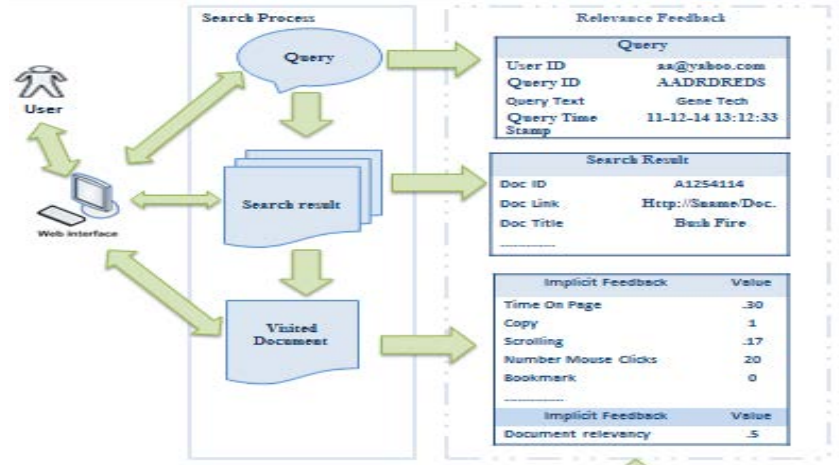 Search Process
Relevance Feedback
User
Web interface
Query
Search result
Visited
Document
Query
User ID aa@yahoo.com
Query ID AADRDREDS
Query Text Gene Tech
Query Time 11-12-14 13:12:33
Stamp
Search Result
Doc ID A1254114
Doc Link Http://Sname/Doc.
Doc Title Bush Fire
-----------
Implicit Feedback Value
Time On Page .30
Copy 1
Scrolling .17
Number Mouse Clicks 20
Bookmark 0
-----------
Implicit Feedback Value
Document relevancy .5